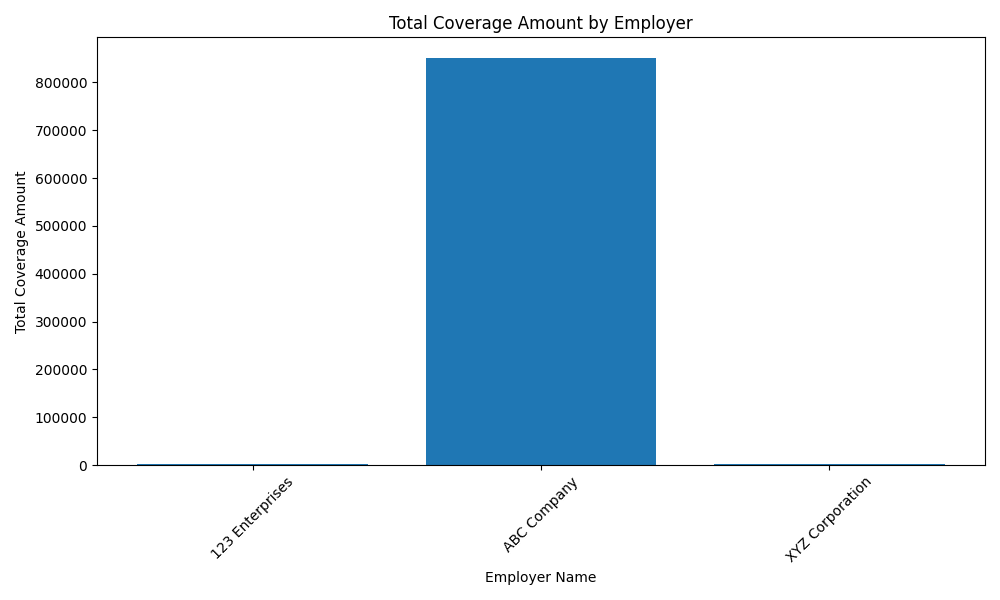 Total Coverage Amount by Employer
Total Coverage Amount
800000
700000
600000
500000
400000
300000
200000
100000
0
123 Enterprises
ABC Company
XYZ Corporation
Employer Name